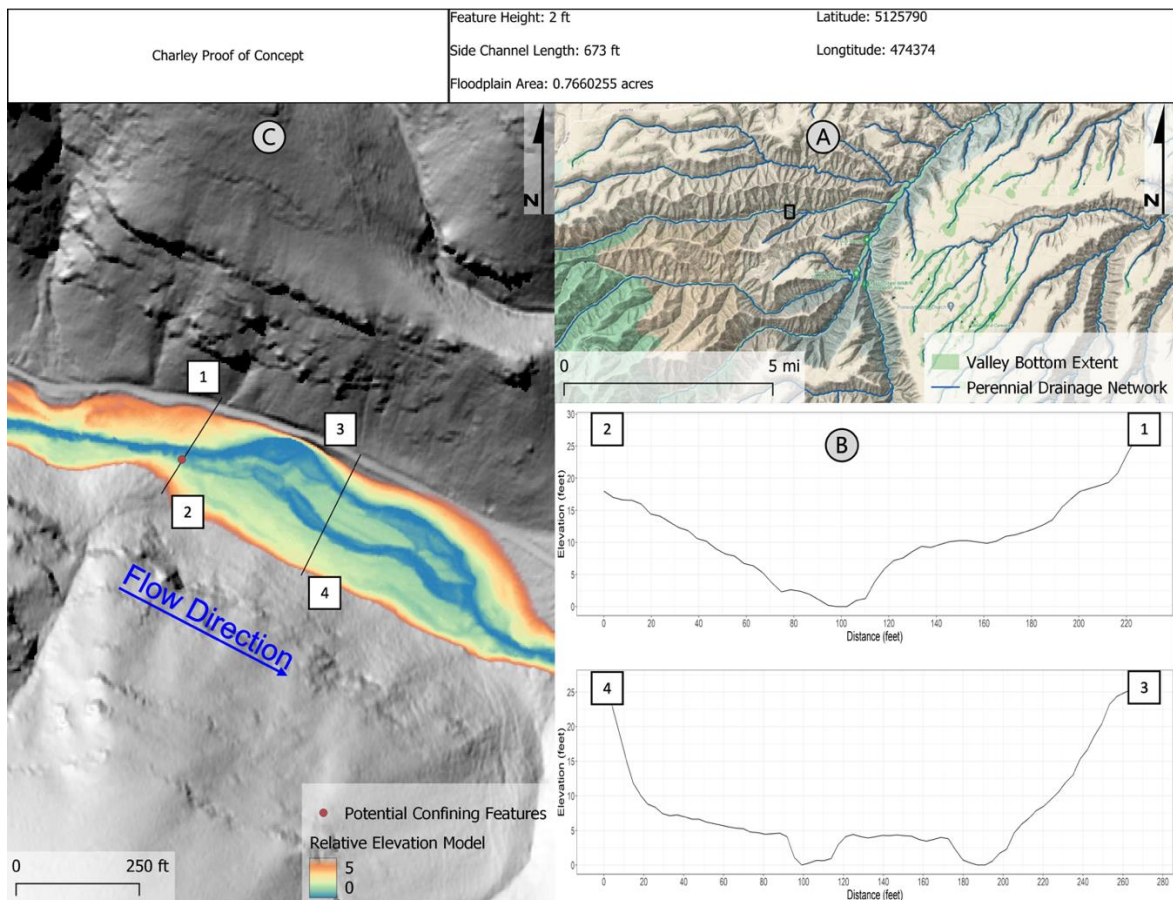 Charley Proof of Concept
Feature Height: 2 ft
Latitude: 5125790
Side Channel Length: 673 ft
Longtitude: 474374
Floodplain Area: 0.7660255 acres
C
N
1
3
2
4
Flow Direction
Potential Confining Features
Relative Elevation Model
5
0
0 250 ft
A
N
0 5 mi
Valley Bottom Extent
Perennial Drainage Network
2
B
1
Elevation (feet)
30
25
20
15
10
5
0
0 20 40 60 80 100 120 140 160 180 200 220
Distance (feet)
4
3
Elevation (feet)
25
20
15
10
5
0
0 20 40 60 80 100 120 140 160 180 200 220 240 260 280
Distance (feet)